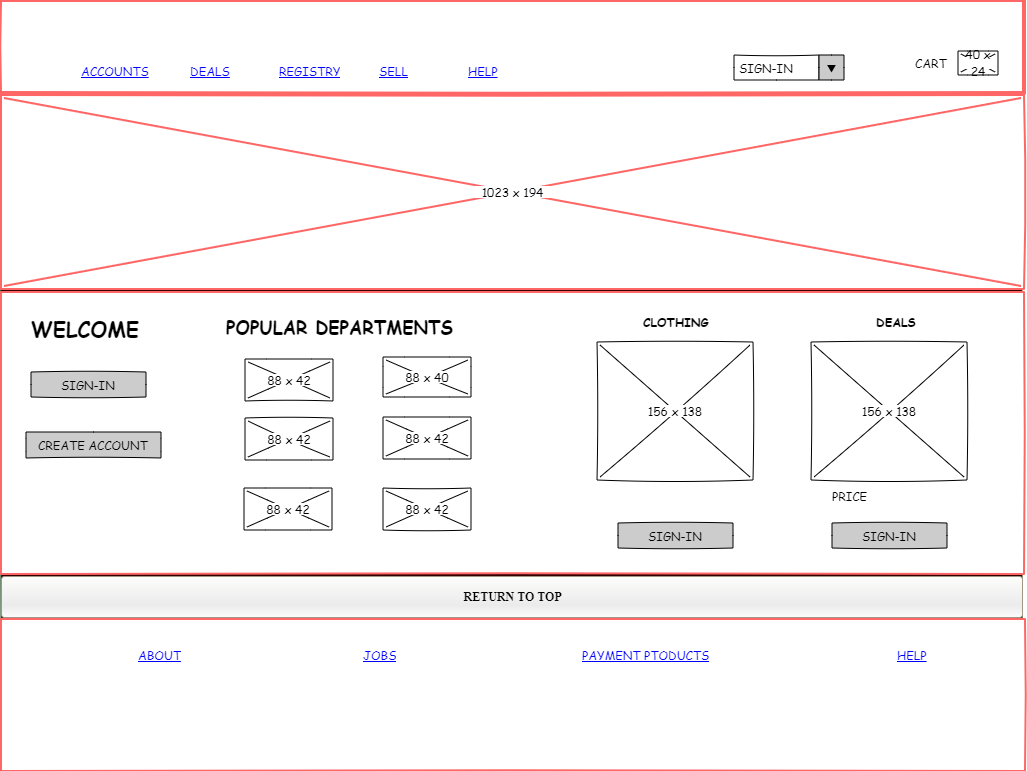 ACCOUNTS DEALS REGISTRY SELL HELP SIGN-IN CART 40 x 24
1023 x 194
WELCOME POPULAR DEPARTMENTS CLOTHING DEALS
SIGN-IN 88 x 42 88 x 40
156 x 138 156 x 138
CREATE ACCOUNT 88 x 42 88 x 42
PRICE
88 x 42 88 x 42
SIGN-IN SIGN-IN
RETURN TO TOP
ABOUT JOBS PAYMENT PTODUCTS HELP